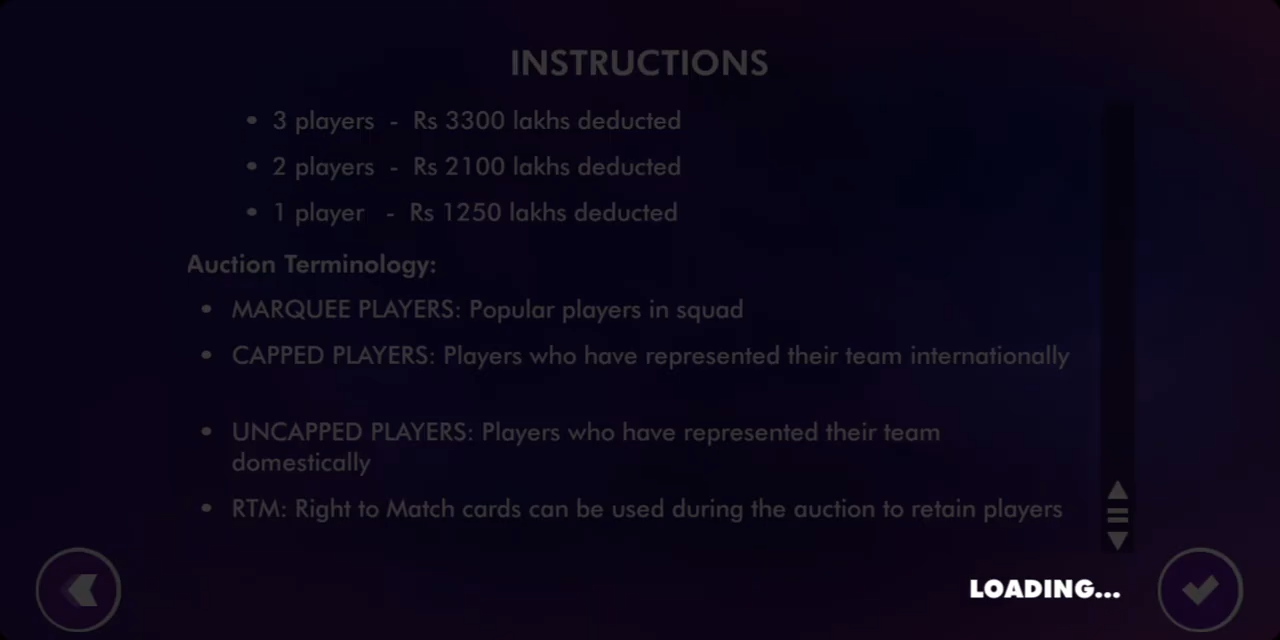 INSTRUCTIONS
• 3 players - Rs 3300 lakhs deducted
• 2 players - Rs 2100 lakhs deducted
• 1 player - Rs 1250 lakhs deducted
Auction Terminology:
• MARQUEE PLAYERS: Popular players in squad
• CAPPED PLAYERS: Players who have represented their team internationally
• UNCAPPED PLAYERS: Players who have represented their team
domestically
• RTM: Right to Match cards can be used during the auction to retain players
LOADING...